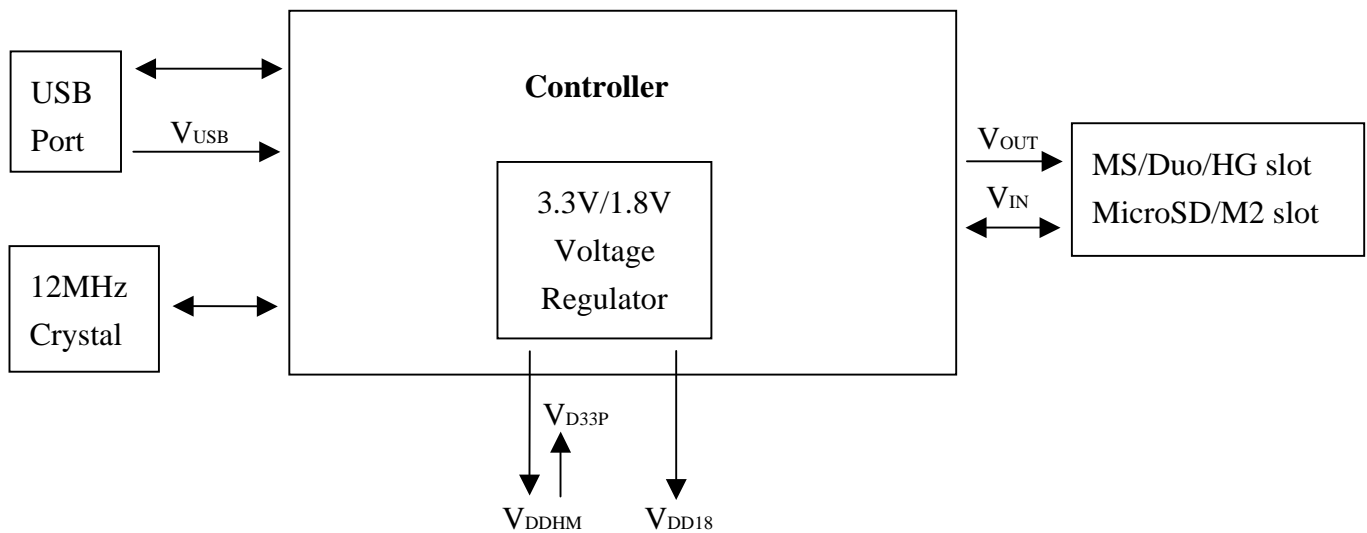 Controller
USB
Port
VUSB
12MHz
Crystal
3.3V/1.8V
Voltage
Regulator
VOUT
VIN
MS/Duo/HG slot
MicroSD/M2 slot
VD33P
VDDHM
VDD18